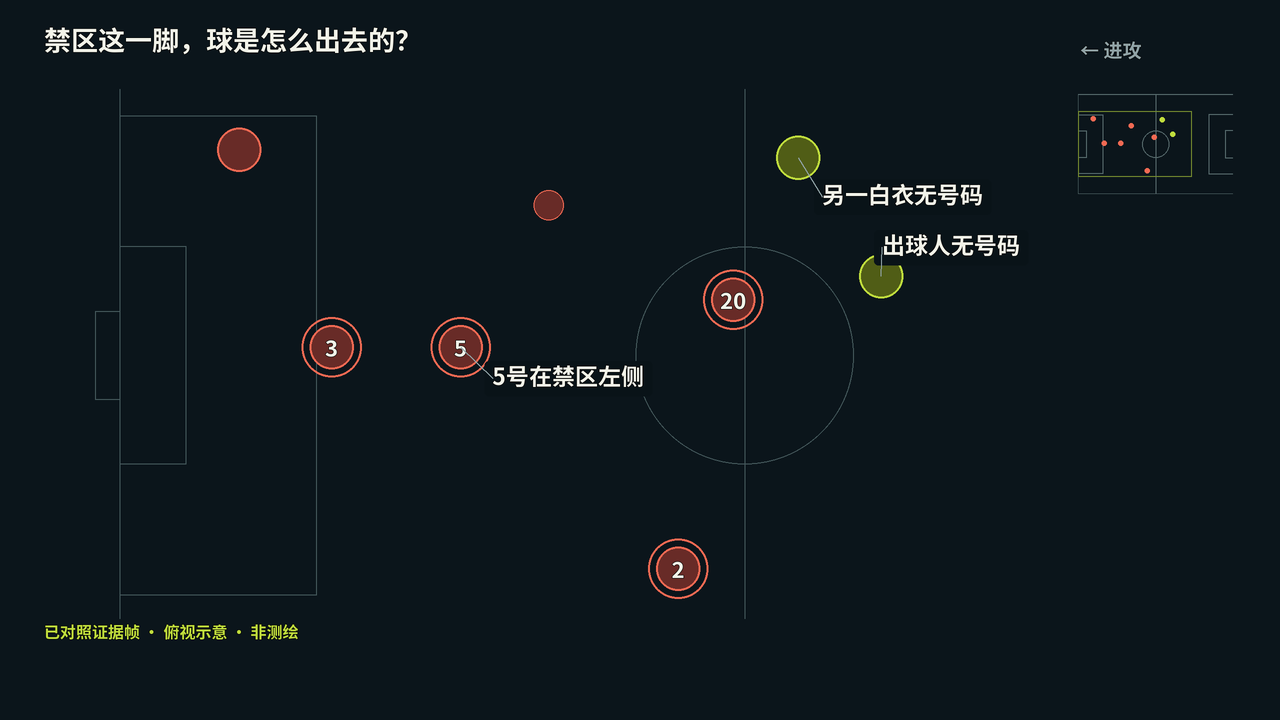 禁区这一脚，球是怎么出去的？
← 进攻
另一白衣无号码
出球人无号码
20
3
5
5号在禁区左侧
2
已对照证据帧 · 俯视示意 · 非测绘